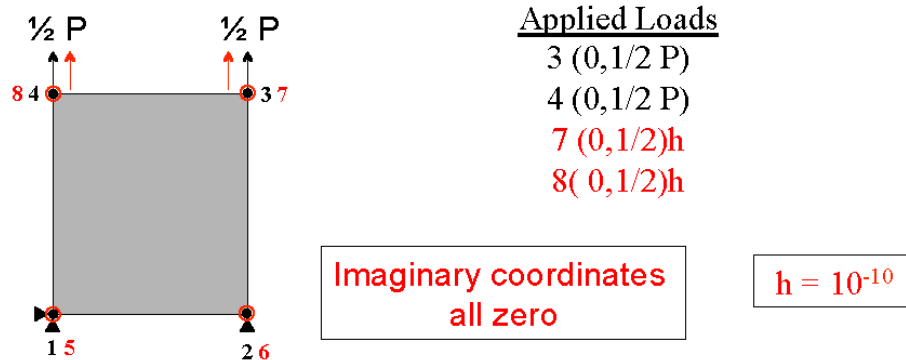 ½ P ½ P
8 4 3 7
1 5 2 6
Applied Loads
3 (0,1/2 P)
4 (0,1/2 P)
7 (0,1/2)h
8( 0,1/2)h
Imaginary coordinates
all zero
h = 10⁻¹⁰